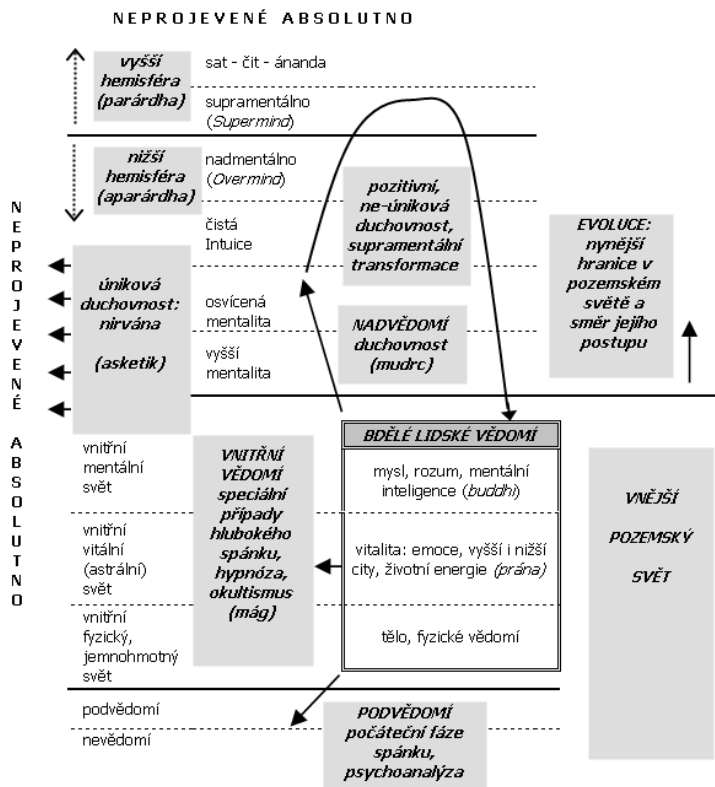 NEPROJEVENÉ ABSOLUTNO
vyšší
hemisféra
(parárdha)
sat - čit - ánanda
supramentálno
(Supermind)
nižší
hemisféra
(aparárdha)
nadmentálno
(Overmind)
čistá
Intuice
pozitivní,
ne-úniková
duchovnost,
supramentální
transformace
EVOLUCE:
nynější
hranice v
pozemském
světě a
směr jejího
postupu
NEPROJEVENÉ ABSOLUTNO
úniková
duchovnost:
nirvána
(asketik)
osvícená
mentalita
vyšší
mentalita
NADVĚDOMÍ
duchovnost
(mudrc)
vnitřní
mentální
svět
vnitřní
vitální
(astrální)
svět
vnitřní
fyzický,
jemnohmotný
svět
VNITŘNÍ
VĚDOMÍ
speciální
případy
hlubokého
spánku,
hypnóza,
okultismus
(mág)
BDĚLÉ LIDSKÉ VĚDOMÍ
mysl, rozum, mentální
inteligence (buddhi)
vitalita: emoce, vyšší i nižší
city, životní energie (prána)
tělo, fyzické vědomí
VNĚJŠÍ
POZEMSKÝ
SVĚT
podvědomí
nevědomí
PODVĚDOMÍ
počáteční fáze
spánku,
psychoanalýza